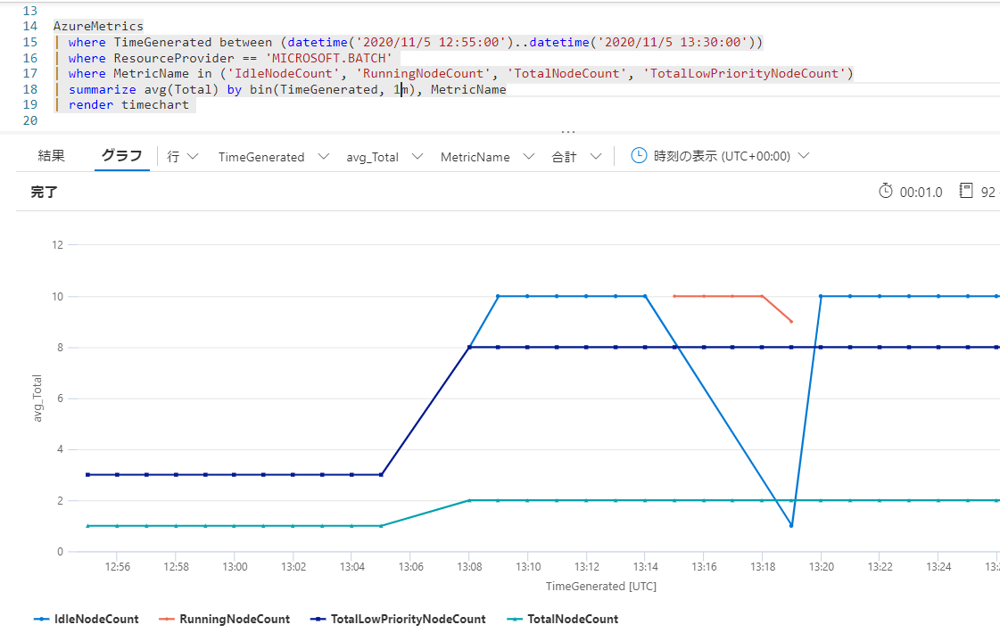 13
14 AzureMetrics
15 | where TimeGenerated between (datetime('2020/11/5 12:55:00')..datetime('2020/11/5 13:30:00'))
16 | where ResourceProvider == 'MICROSOFT.BATCH'
17 | where MetricName in ('IdleNodeCount', 'RunningNodeCount', 'TotalNodeCount', 'TotalLowPriorityNodeCount')
18 | summarize avg(Total) by bin(TimeGenerated, 1m), MetricName
19 | render timechart
20
...
結果 グラフ 行 TimeGenerated avg_Total MetricName 合計 時刻の表示 (UTC+00:00)
完了 00:01.0 92
12
10
8
6
4
2
0
avg_Total
12:56 12:58 13:00 13:02 13:04 13:06 13:08 13:10 13:12 13:14 13:16 13:18 13:20 13:22 13:24
TimeGenerated [UTC]
IdleNodeCount RunningNodeCount TotalLowPriorityNodeCount TotalNodeCount